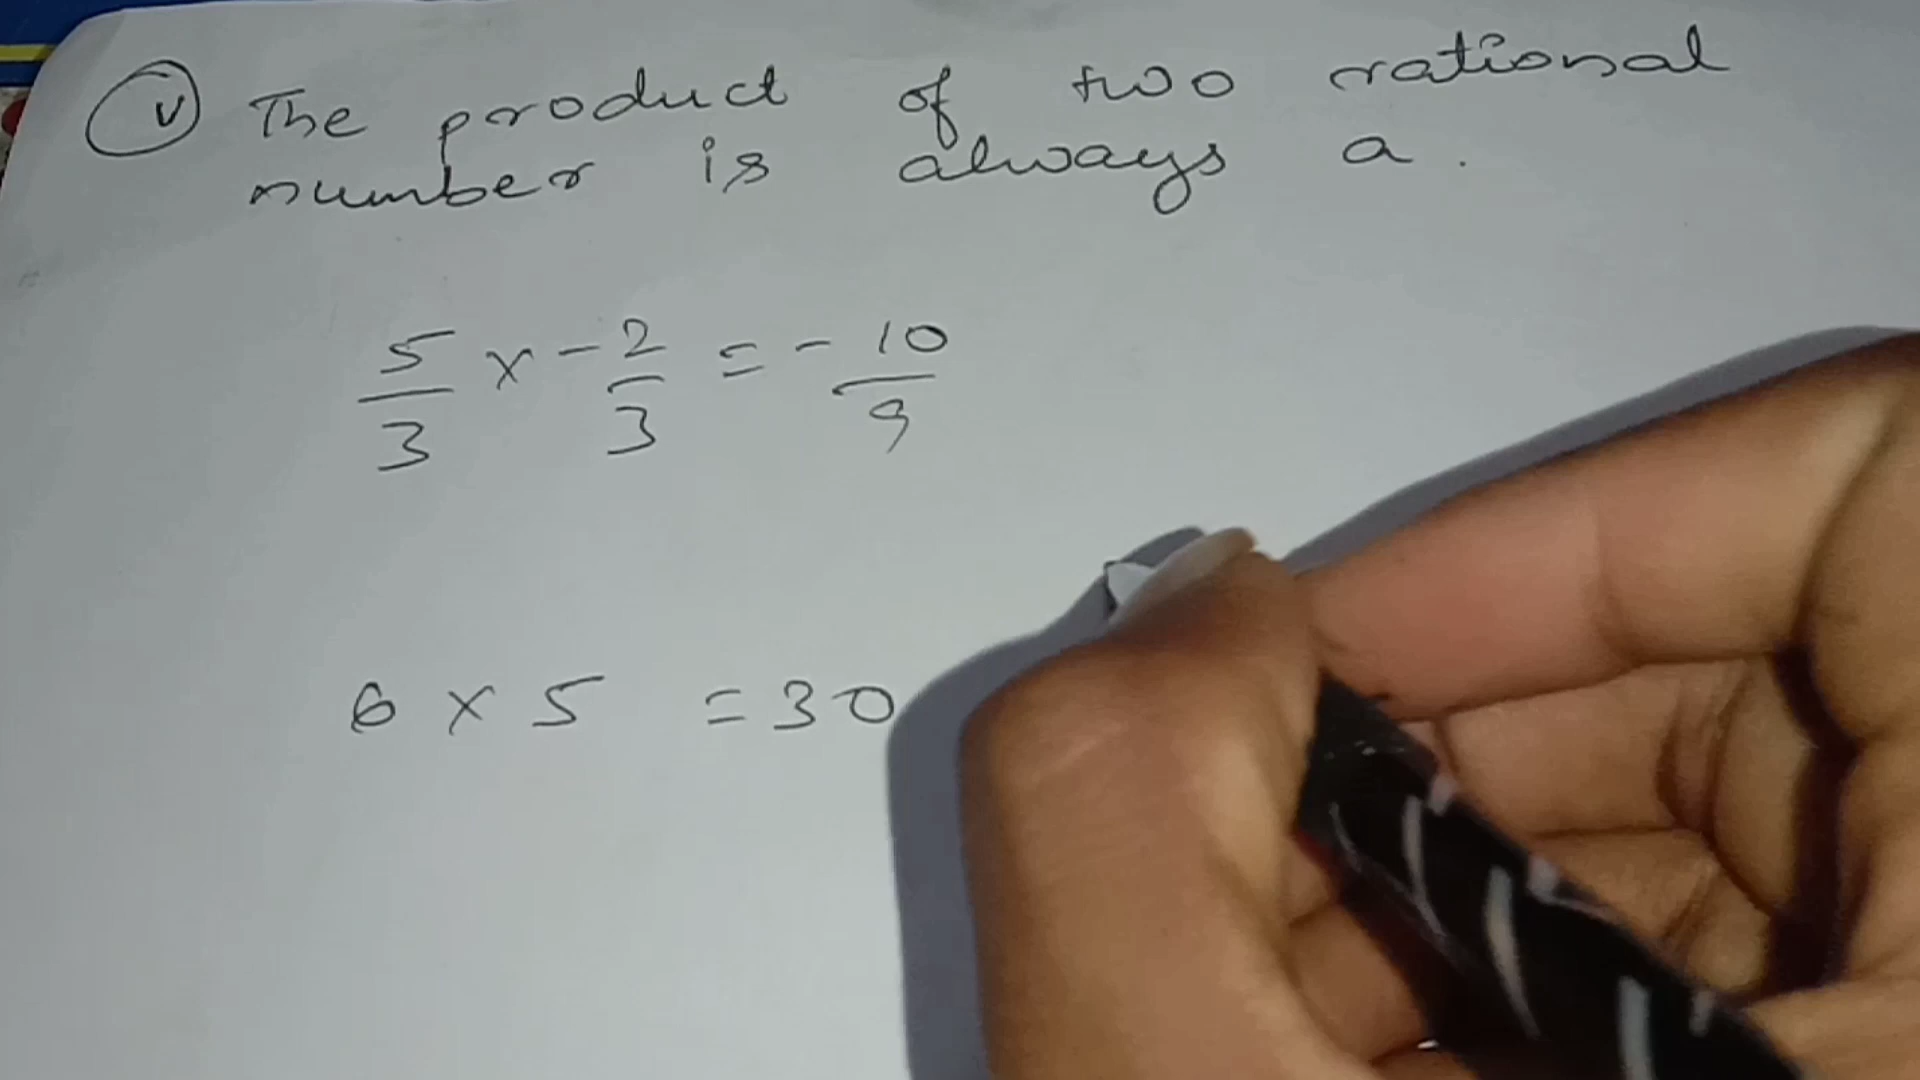 (v) The product of two rational
number is always a .
5/3 x -2/3 = -10/9
6 x 5 = 30